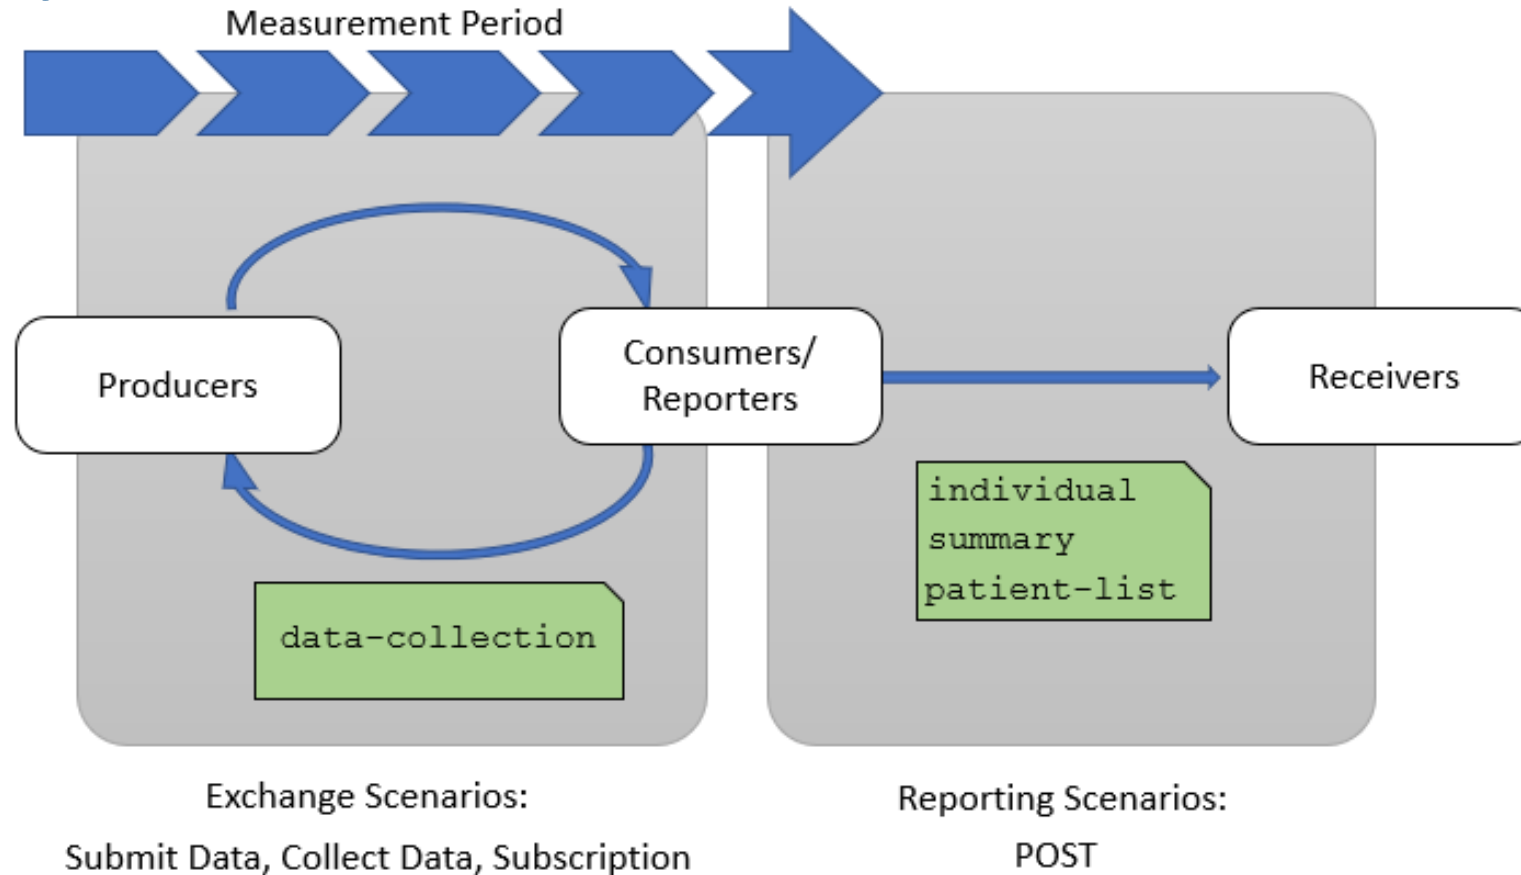 Measurement Period
Producers
Consumers/
Reporters
Receivers
individual
summary
patient-list
data-collection
Exchange Scenarios:
Submit Data, Collect Data, Subscription
Reporting Scenarios:
POST